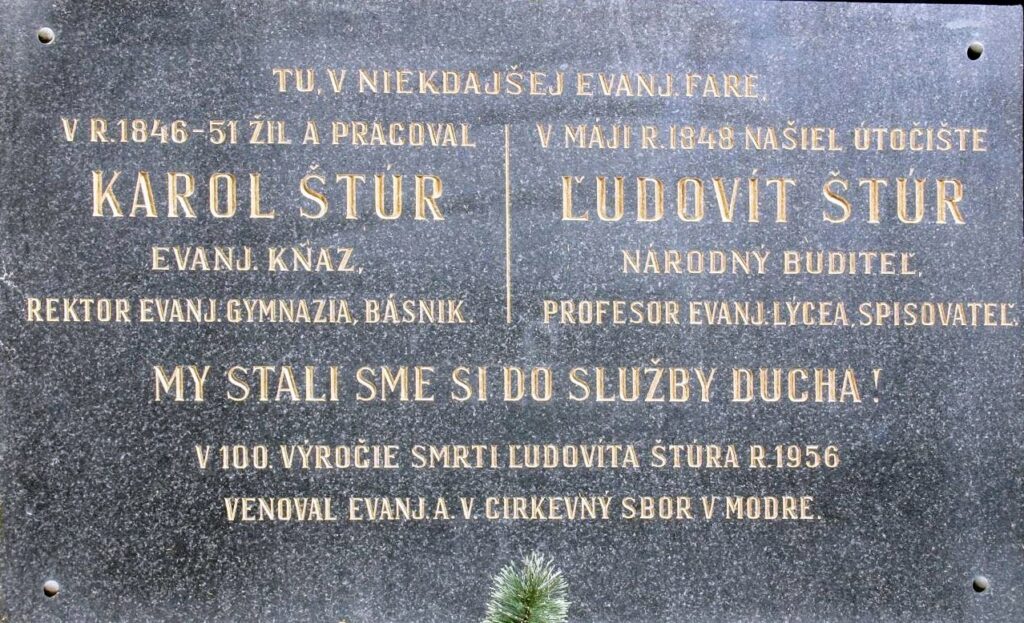 TU, V NIEKDAJŠEJ EVANJ. FARE,
V R. 1846-51 ŽIL A PRACOVAL
KAROL ŠTÚR
EVANJ. KŇAZ,
REKTOR EVANJ. GYMNAZIA, BÁSNIK.
V MÁJI R. 1848 NAŠIEL ÚTOČIŠTE
ĽUDOVÍT ŠTÚR
NÁRODNÝ BUDITEĽ,
PROFESOR EVANJ. LÝCEA, SPISOVATEĽ.
MY STALI SME SI DO SLUŽBY DUCHA!
V 100. VÝROČIE SMRTI ĽUDOVÍTA ŠTÚRA R. 1956
VENOVAL EVANJ. A. V. CIRKEVNÝ SBOR V MODRE.